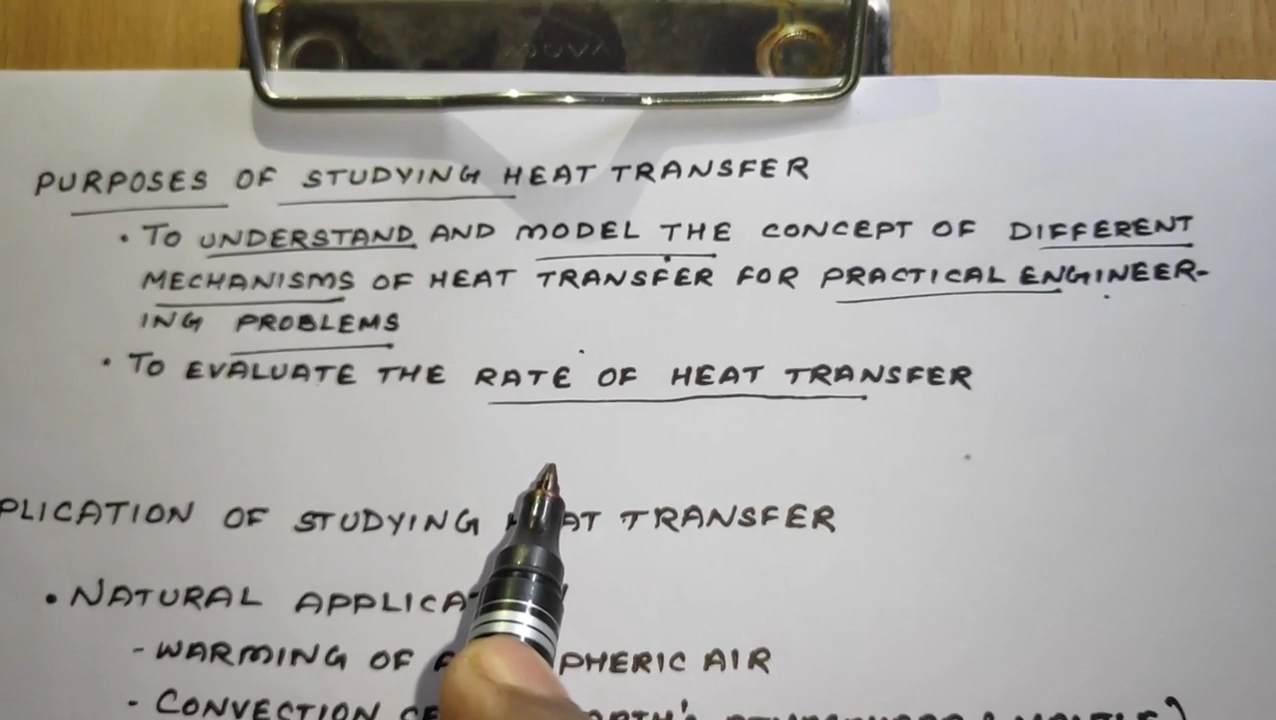 PURPOSES OF STUDYING HEAT TRANSFER
• TO UNDERSTAND AND MODEL THE CONCEPT OF DIFFERENT
MECHANISMS OF HEAT TRANSFER FOR PRACTICAL ENGINEER-
ING PROBLEMS
• TO EVALUATE THE RATE OF HEAT TRANSFER
PLICATION OF STUDYING TRANSFER
• NATURAL APPLICA
- WARMING OF PHERIC AIR
- CONVECTION